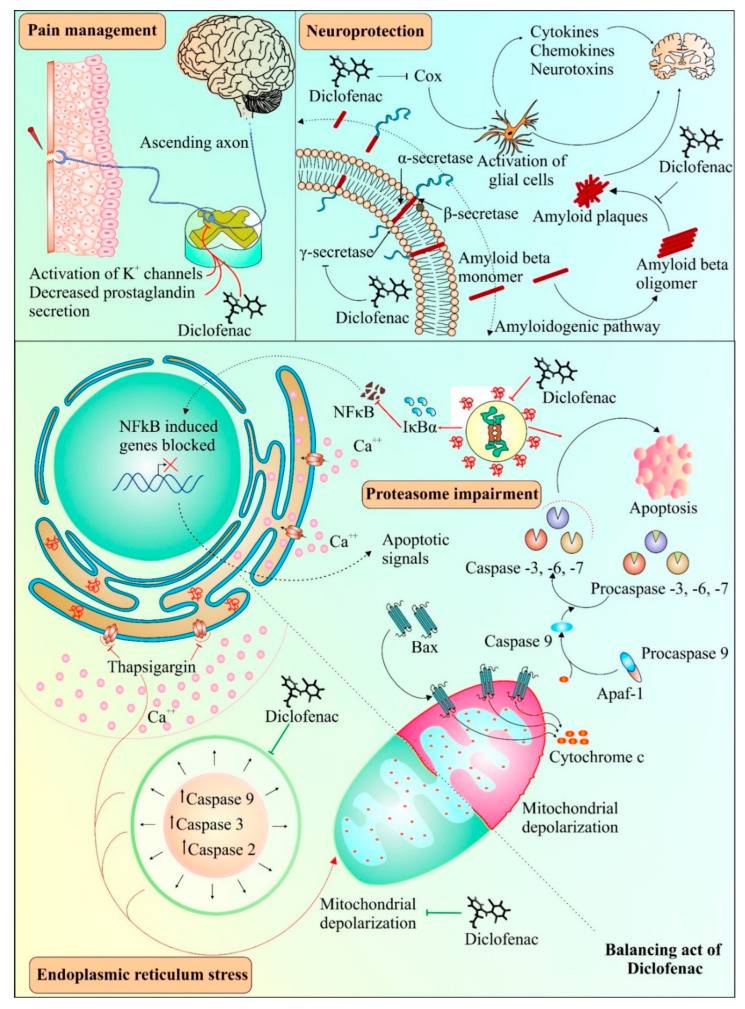 Pain management
Ascending axon
Activation of K⁺ channels
Decreased prostaglandin
secretion
Diclofenac
Neuroprotection
Diclofenac
Cox
Cytokines
Chemokines
Neurotoxins
Activation of
glial cells
Diclofenac
α-secretase
β-secretase
γ-secretase
Amyloid plaques
Amyloid beta
monomer
Amyloid beta
oligomer
Diclofenac
Amyloidogenic pathway
NFkB induced
genes blocked
NFκB
IκBα
Diclofenac
Ca⁺⁺
Proteasome impairment
Apoptosis
Ca⁺⁺
Apoptotic
signals
Caspase -3, -6, -7
Procaspase -3, -6, -7
Bax
Caspase 9
Procaspase 9
Apaf-1
Thapsigargin
Ca⁺⁺
Diclofenac
Cytochrome c
↑Caspase 9
↑Caspase 3
↑Caspase 2
Mitochondrial
depolarization
Mitochondrial
depolarization
Diclofenac
Endoplasmic reticulum stress
Balancing act of
Diclofenac